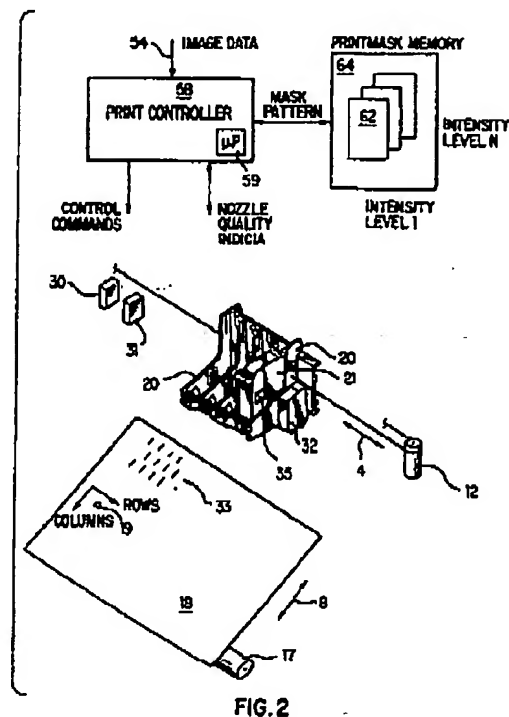 54
IMAGE DATA
58
PRINT CONTROLLER
μP
59
MASK
PATTERN
PRINTMASK MEMORY
64
62
INTENSITY
LEVEL N
INTENSITY
LEVEL 1
CONTROL
COMMANDS
NOZZLE
QUALITY
INDICIA
30
31
20
20
21
32
35
4
12
33
ROWS
COLUMNS
19
18
8
17
FIG.2